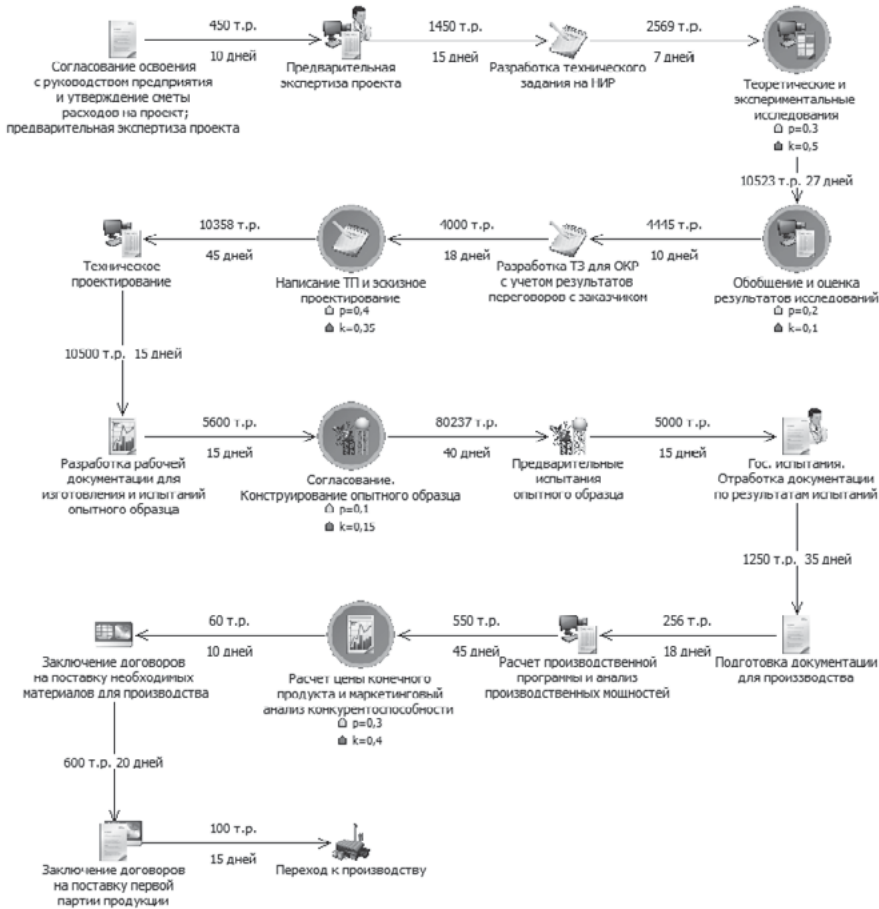 450 т.р.
10 дней
1450 т.р.
15 дней
2569 т.р.
7 дней
Согласование освоения
с руководством предприятия
и утверждение сметы
расходов на проект;
предварительная экспертиза проекта
Предварительная
экспертиза проекта
Разработка технического
задания на НИР
Теоретические и
экспериментальные
исследования
p=0,3
k=0,5
10523 т.р. 27 дней
10358 т.р.
45 дней
4000 т.р.
18 дней
4445 т.р.
10 дней
Техническое
проектирование
Написание ТП и эскизное
проектирование
p=0,4
k=0,35
Разработка ТЗ для ОКР
с учетом результатов
переговоров с заказчиком
Обобщение и оценка
результатов исследований
p=0,2
k=0,1
10500 т.р. 15 дней
5600 т.р.
15 дней
80237 т.р.
40 дней
5000 т.р.
15 дней
Разработка рабочей
документации для
изготовления и испытаний
опытного образца
Согласование.
Конструирование опытного образца
p=0,1
k=0,15
Предварительные
испытания
опытного образца
Гос. испытания.
Отработка документации
по результатам испытаний
1250 т.р. 35 дней
60 т.р.
10 дней
550 т.р.
45 дней
256 т.р.
18 дней
Заключение договоров
на поставку необходимых
материалов для производства
Расчет цены конечного
продукта и маркетинговый
анализ конкурентоспособности
p=0,3
k=0,4
Расчет производственной
программы и анализ
производственных мощностей
Подготовка документации
для произзводства
600 т.р. 20 дней
100 т.р.
15 дней
Заключение договоров
на поставку первой
партии продукции
Переход к производству